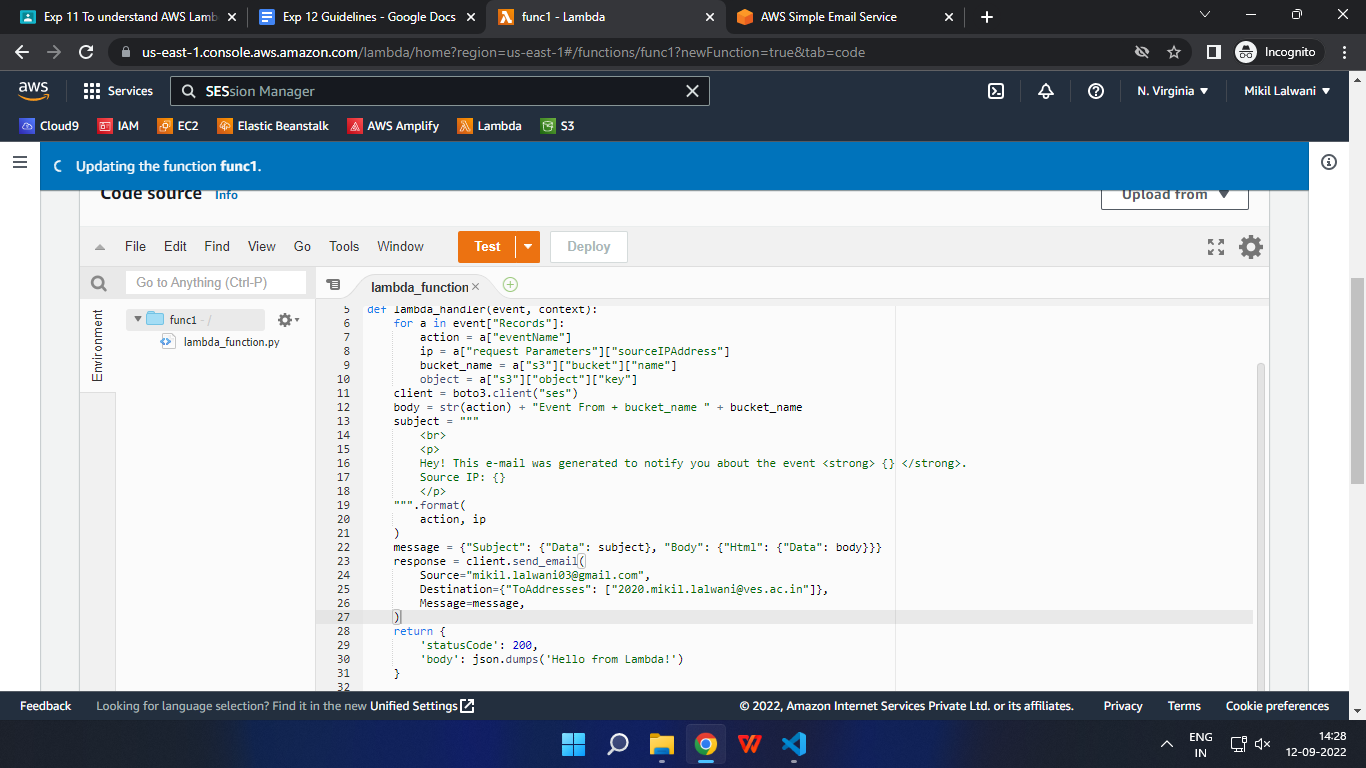 Exp 11 To understand AWS Lamb
Exp 12 Guidelines - Google Docs
func1 - Lambda
AWS Simple Email Service
us-east-1.console.aws.amazon.com/lambda/home?region=us-east-1#/functions/func1?newFunction=true&tab=code
Incognito
aws
Services
SESsion Manager
N. Virginia
Mikil Lalwani
Cloud9
IAM
EC2
Elastic Beanstalk
AWS Amplify
Lambda
S3
Updating the function func1.
Code source Info
Upload from
File Edit Find View Go Tools Window
Test
Deploy
Go to Anything (Ctrl-P)
lambda_function
Environment
func1 - /
lambda_function.py
5 def lambda_handler(event, context):
6 for a in event["Records"]:
7 action = a["eventName"]
8 ip = a["request Parameters"]["sourceIPAddress"]
9 bucket_name = a["s3"]["bucket"]["name"]
10 object = a["s3"]["object"]["key"]
11 client = boto3.client("ses")
12 body = str(action) + "Event From + bucket_name " + bucket_name
13 subject = """
14 <br>
15 <p>
16 Hey! This e-mail was generated to notify you about the event <strong> {} </strong>.
17 Source IP: {}
18 </p>
19 """.format(
20 action, ip
21 )
22 message = {"Subject": {"Data": subject}, "Body": {"Html": {"Data": body}}}
23 response = client.send_email(
24 Source="mikil.lalwani03@gmail.com",
25 Destination={"ToAddresses": ["2020.mikil.lalwani@ves.ac.in"]},
26 Message=message,
27 )
28 return {
29 'statusCode': 200,
30 'body': json.dumps('Hello from Lambda!')
31 }
32
Feedback
Looking for language selection? Find it in the new Unified Settings
© 2022, Amazon Internet Services Private Ltd. or its affiliates.
Privacy
Terms
Cookie preferences
ENG
IN
14:28
12-09-2022